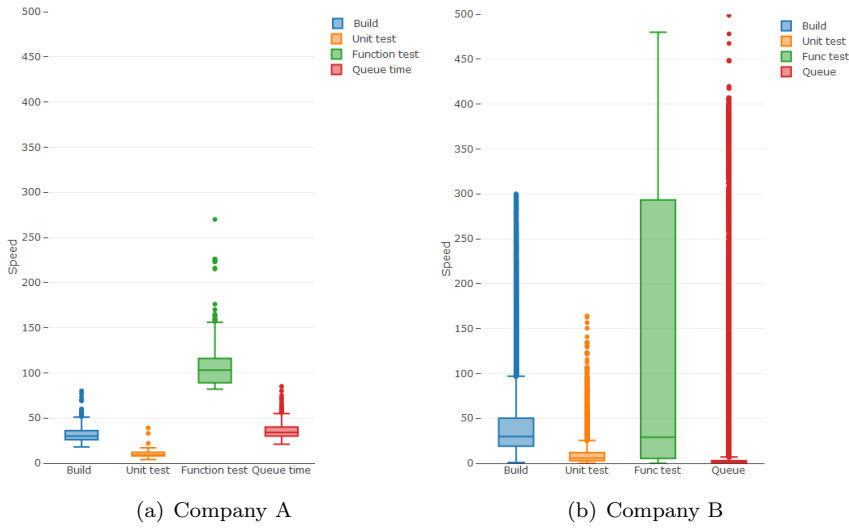 500
450
400
350
300
250
200
150
100
50
0
Speed
Build
Unit test
Function test
Queue time
Build
Unit test
Function test
Queue time
(a) Company A
500
450
400
350
300
250
200
150
100
50
0
Speed
Build
Unit test
Func test
Queue
Build
Unit test
Func test
Queue
(b) Company B